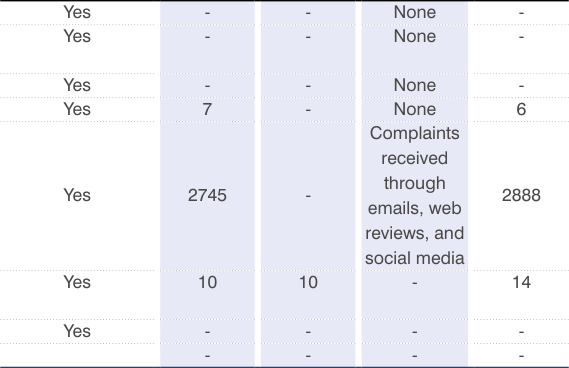 Yes - - None -
Yes - - None -
Yes - - None -
Yes 7 - None 6
Complaints
received
through
Yes 2745 - emails, web 2888
reviews, and
social media
Yes 10 10 - 14
Yes - - - -
- - - -